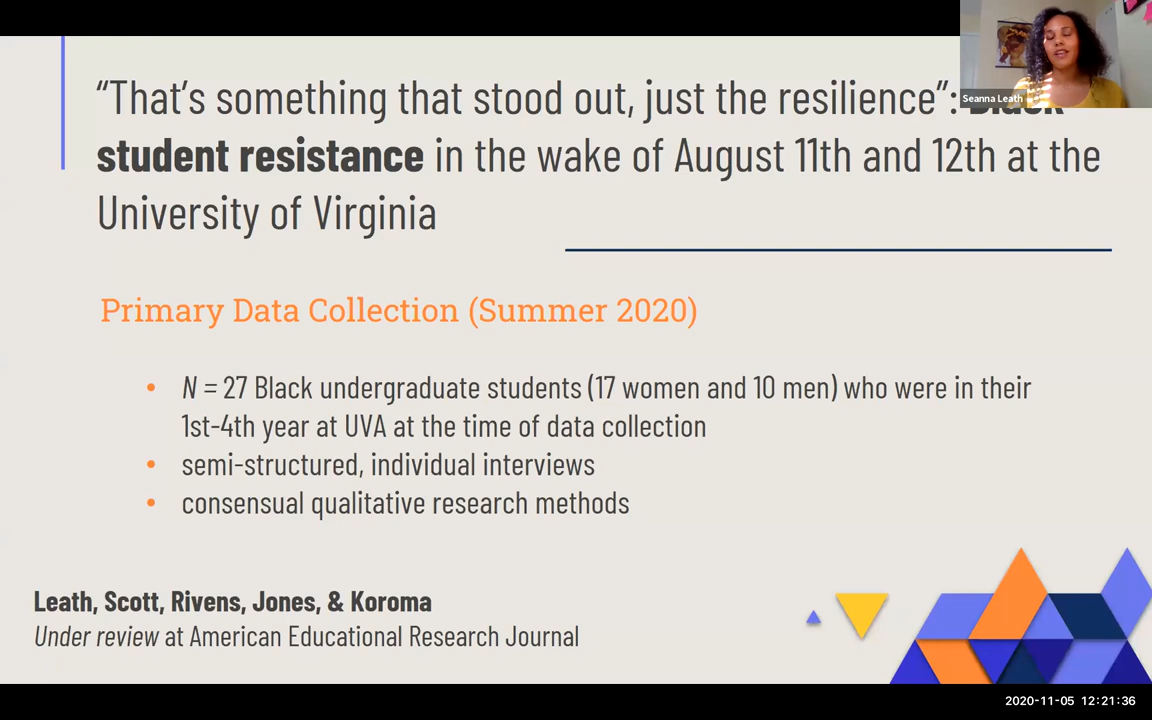 “That’s something that stood out, just the resilience”: Black
student resistance in the wake of August 11th and 12th at the
University of Virginia
Seanna Leath
Primary Data Collection (Summer 2020)
• N = 27 Black undergraduate students (17 women and 10 men) who were in their
1st-4th year at UVA at the time of data collection
• semi-structured, individual interviews
• consensual qualitative research methods
Leath, Scott, Rivens, Jones, & Koroma
Under review at American Educational Research Journal
2020-11-05 12:21:36